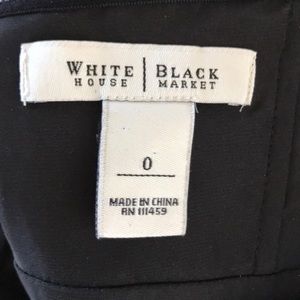 WHITE | BLACK
HOUSE | MARKET
0
MADE IN CHINA
RN 111459